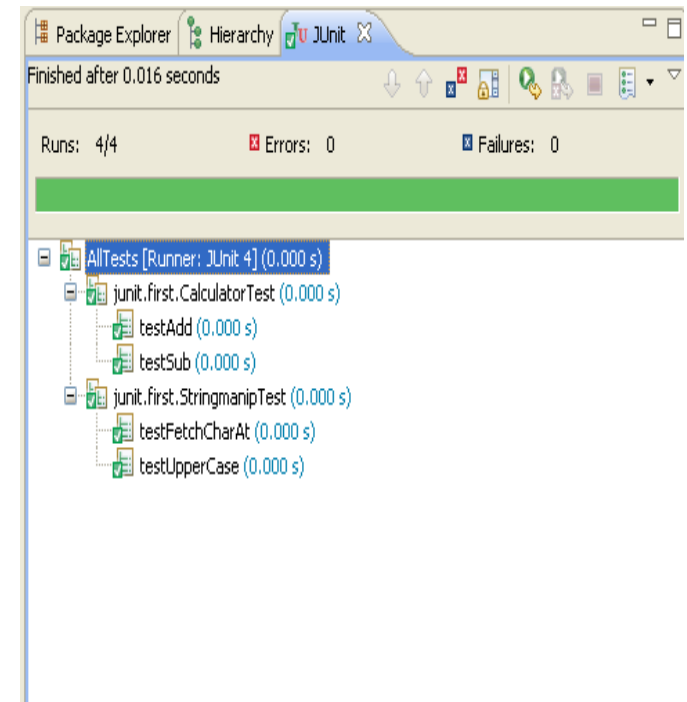 Package Explorer Hierarchy JUnit
Finished after 0.016 seconds
Runs: 4/4 Errors: 0 Failures: 0
AllTests [Runner: JUnit 4] (0.000 s)
junit.first.CalculatorTest (0.000 s)
testAdd (0.000 s)
testSub (0.000 s)
junit.first.StringmanipTest (0.000 s)
testFetchCharAt (0.000 s)
testUpperCase (0.000 s)